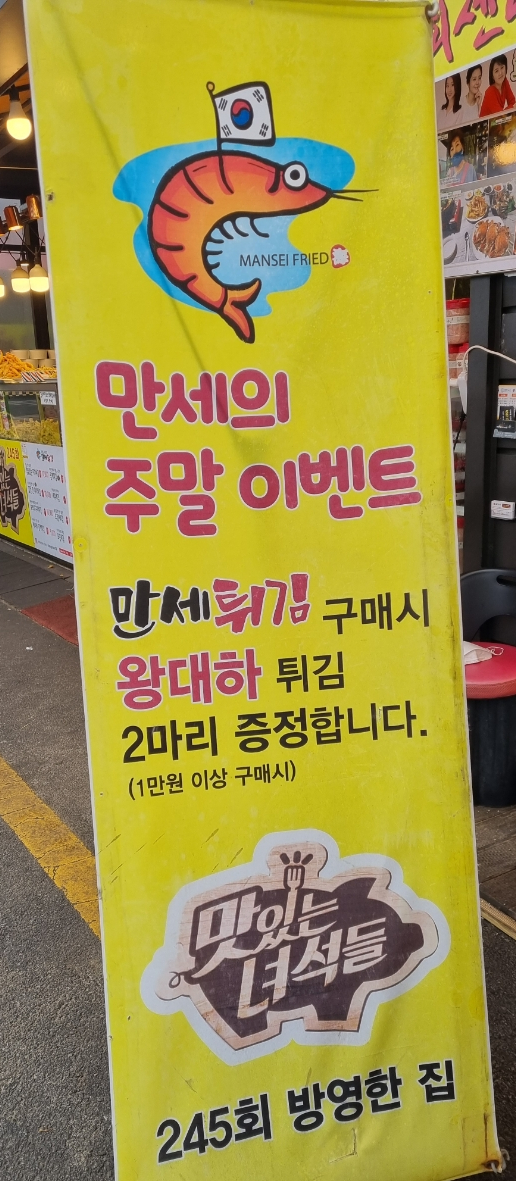 MANSEI FRIED
만세의
주말 이벤트
만세튀김 구매시
왕대하 튀김
2마리 증정합니다.
(1만원 이상 구매시)
맛있는
녀석들
245회 방영한 집